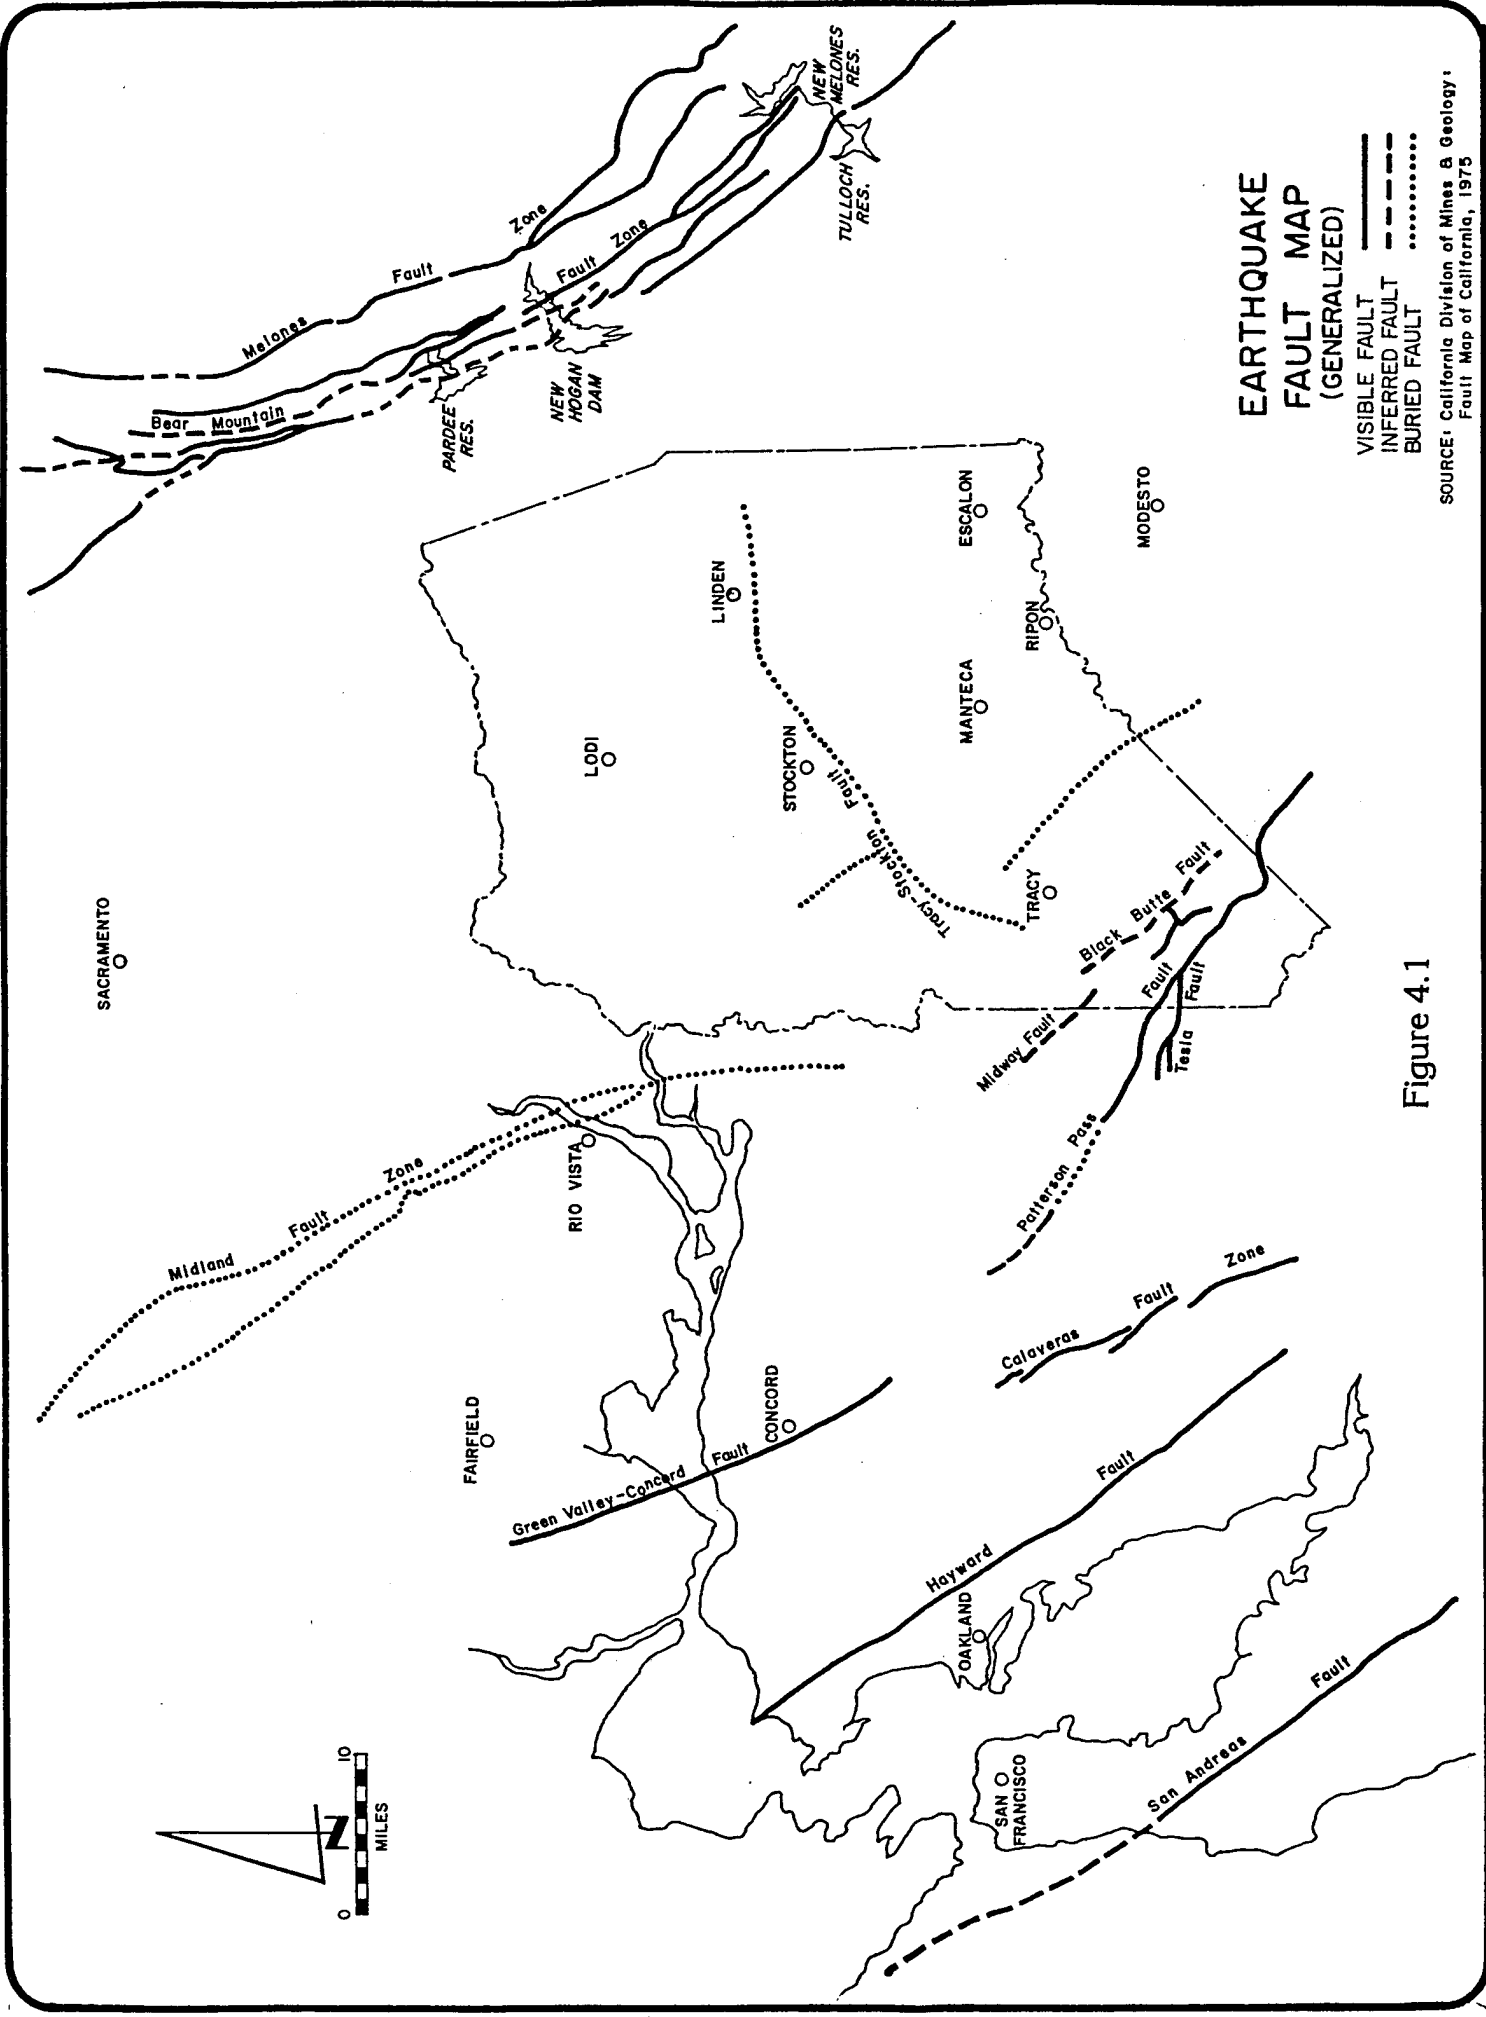 EARTHQUAKE
FAULT MAP
(GENERALIZED)
VISIBLE FAULT
INFERRED FAULT
BURIED FAULT
SOURCE: California Division of Mines & Geology:
Fault Map of California, 1975
SACRAMENTO
Melones Fault Zone
Bear Mountain Fault Zone
PARDEE
RES.
NEW
HOGAN
DAM
NEW
MELONES
RES.
TULLOCH
RES.
LODI
LINDEN
STOCKTON
ESCALON
MANTECA
RIPON
MODESTO
TRACY
Tracy-Stockton Fault
Black Butte Fault
Midway Fault
Patterson Pass Fault
Tesla Fault
Midland Fault Zone
RIO VISTA
FAIRFIELD
CONCORD
Green Valley-Concord Fault
Calaveras Fault Zone
Hayward Fault
OAKLAND
SAN
FRANCISCO
San Andreas Fault
N
0 10
MILES
Figure 4.1